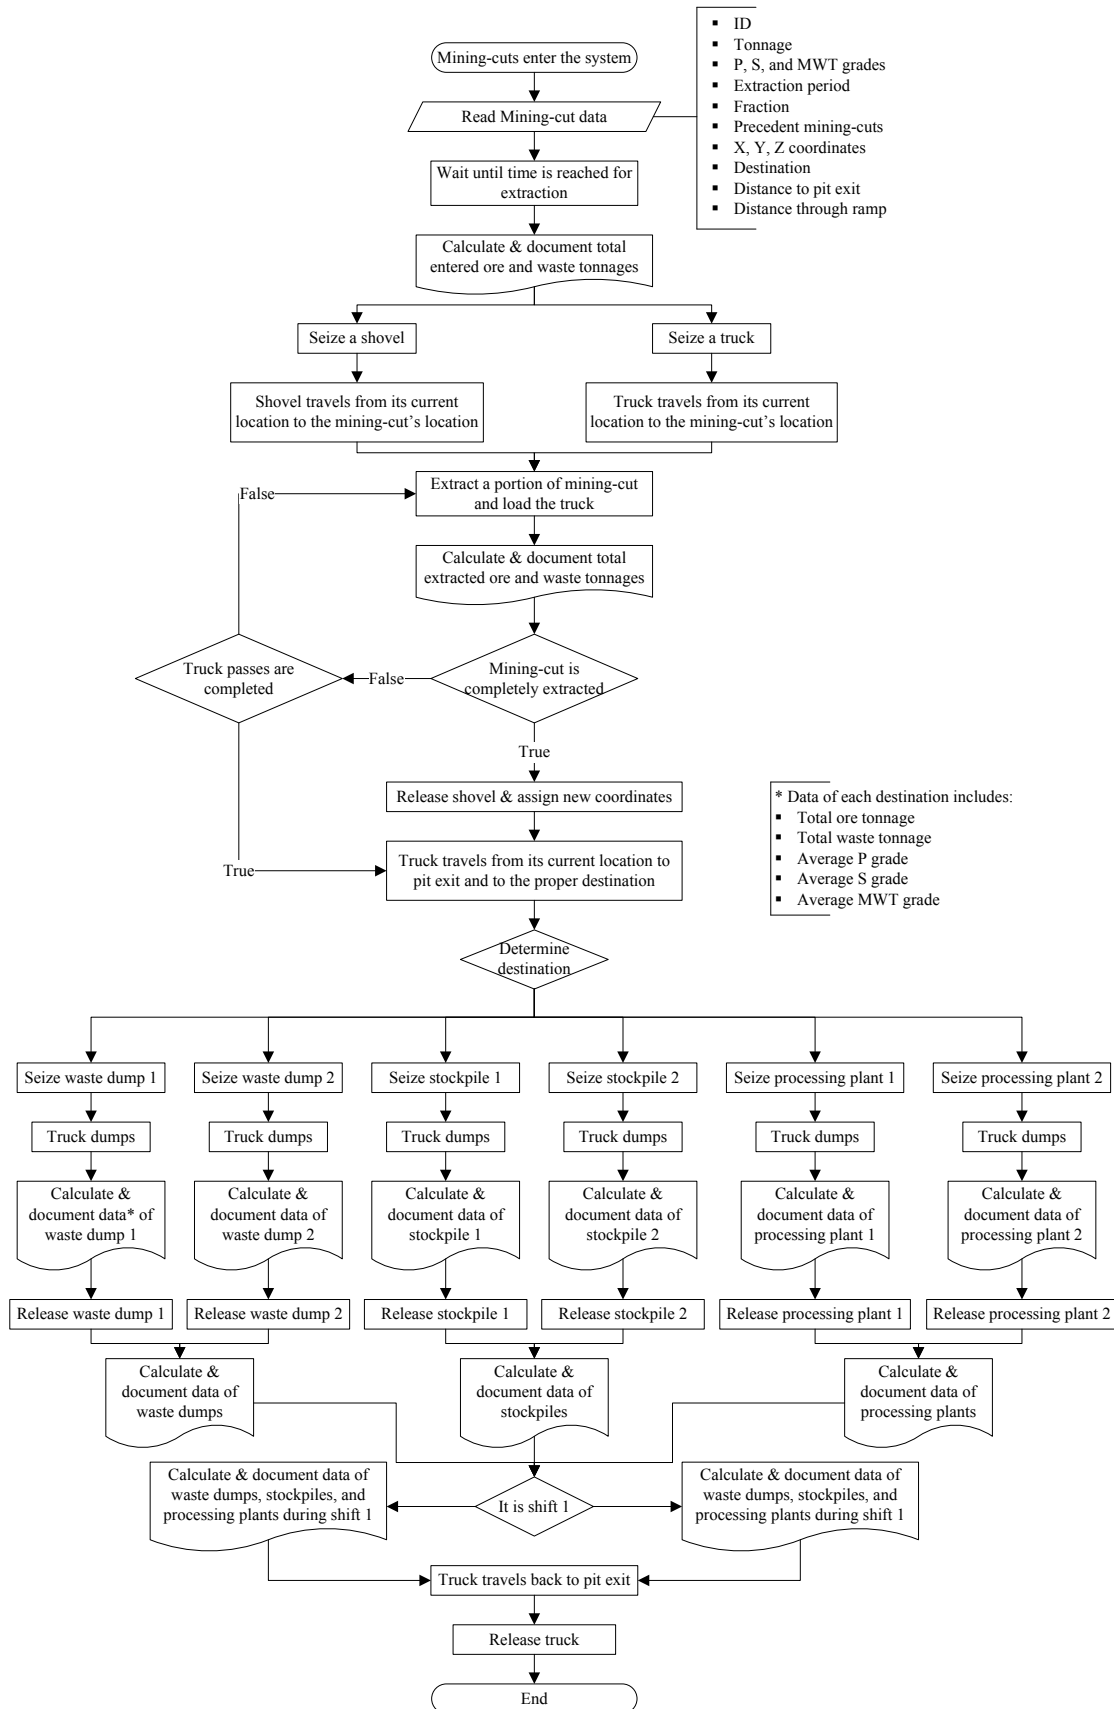 Mining-cuts enter the system
▪ ID
▪ Tonnage
▪ P, S, and MWT grades
▪ Extraction period
▪ Fraction
▪ Precedent mining-cuts
▪ X, Y, Z coordinates
▪ Destination
▪ Distance to pit exit
▪ Distance through ramp
Read Mining-cut data
Wait until time is reached for
extraction
Calculate & document total
entered ore and waste tonnages
Seize a shovel
Seize a truck
Shovel travels from its current
location to the mining-cut's location
Truck travels from its current
location to the mining-cut's location
Extract a portion of mining-cut
and load the truck
False
Calculate & document total
extracted ore and waste tonnages
Truck passes are
completed
False
Mining-cut is
completely extracted
True
Release shovel & assign new coordinates
* Data of each destination includes:
▪ Total ore tonnage
▪ Total waste tonnage
▪ Average P grade
▪ Average S grade
▪ Average MWT grade
True
Truck travels from its current location to
pit exit and to the proper destination
Determine
destination
Seize waste dump 1
Seize waste dump 2
Seize stockpile 1
Seize stockpile 2
Seize processing plant 1
Seize processing plant 2
Truck dumps
Truck dumps
Truck dumps
Truck dumps
Truck dumps
Truck dumps
Calculate &
document data* of
waste dump 1
Calculate &
document data of
waste dump 2
Calculate &
document data of
stockpile 1
Calculate &
document data of
stockpile 2
Calculate &
document data of
processing plant 1
Calculate &
document data of
processing plant 2
Release waste dump 1
Release waste dump 2
Release stockpile 1
Release stockpile 2
Release processing plant 1
Release processing plant 2
Calculate &
document data of
waste dumps
Calculate &
document data of
stockpiles
Calculate &
document data of
processing plants
Calculate & document data of
waste dumps, stockpiles, and
processing plants during shift 1
It is shift 1
Calculate & document data of
waste dumps, stockpiles, and
processing plants during shift 1
Truck travels back to pit exit
Release truck
End